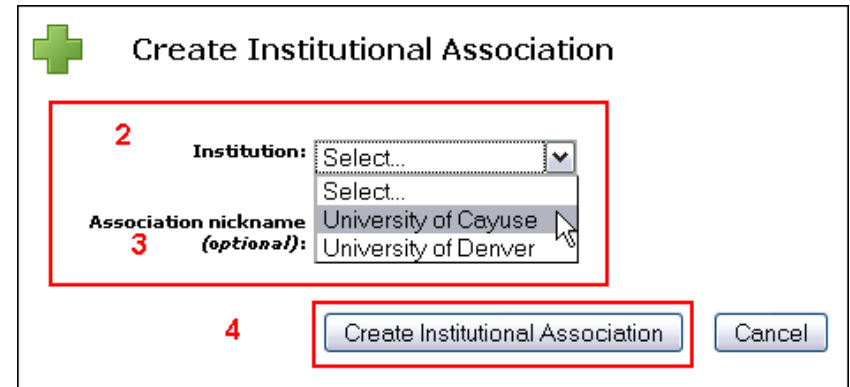 Create Institutional Association
2
Institution: Select...
Select...
Association nickname University of Cayuse
3 (optional): University of Denver
4 Create Institutional Association Cancel